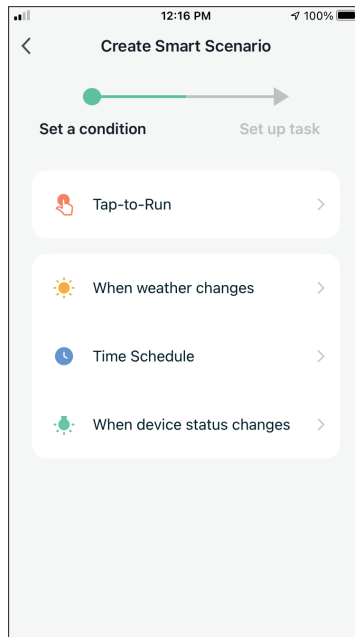 12:16 PM 100%
Create Smart Scenario
Set a condition Set up task
Tap-to-Run
When weather changes
Time Schedule
When device status changes